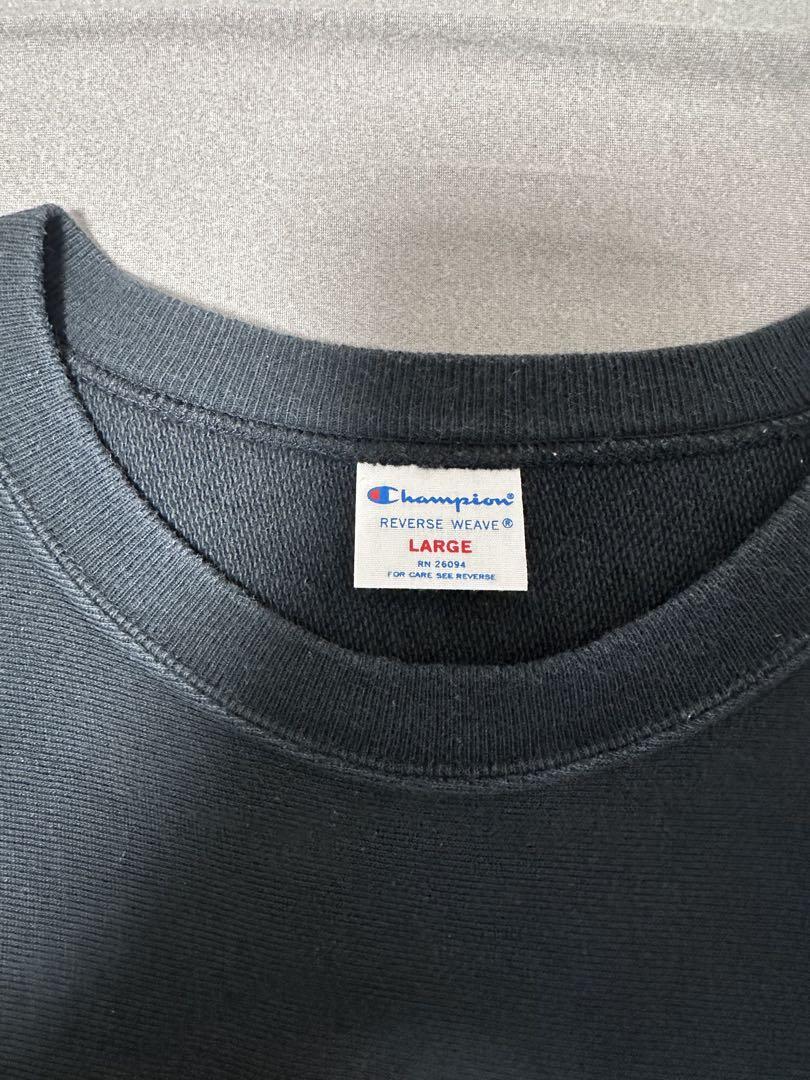 Champion®
REVERSE WEAVE®
LARGE
RN 26094
FOR CARE SEE REVERSE